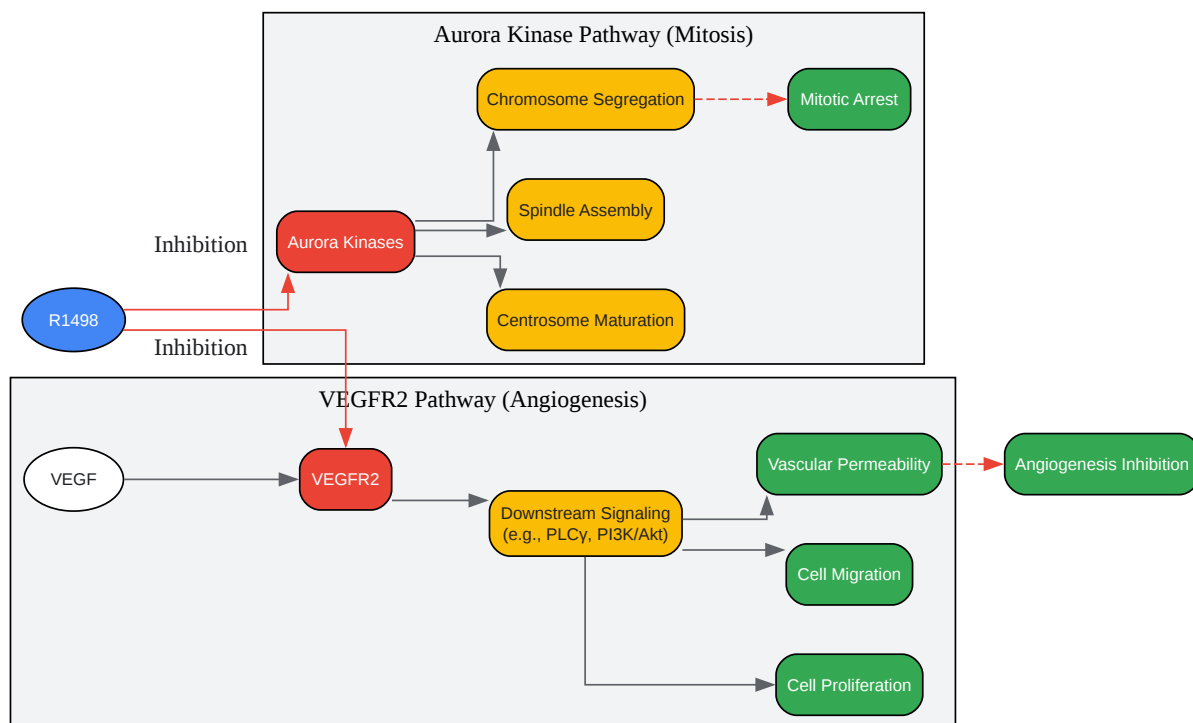 Aurora Kinase Pathway (Mitosis)
Chromosome Segregation
Mitotic Arrest
Spindle Assembly
Aurora Kinases
Inhibition
Centrosome Maturation
R1498
Inhibition
VEGFR2 Pathway (Angiogenesis)
Vascular Permeability
Angiogenesis Inhibition
VEGF
VEGFR2
Downstream Signaling
(e.g., PLCγ, PI3K/Akt)
Cell Migration
Cell Proliferation